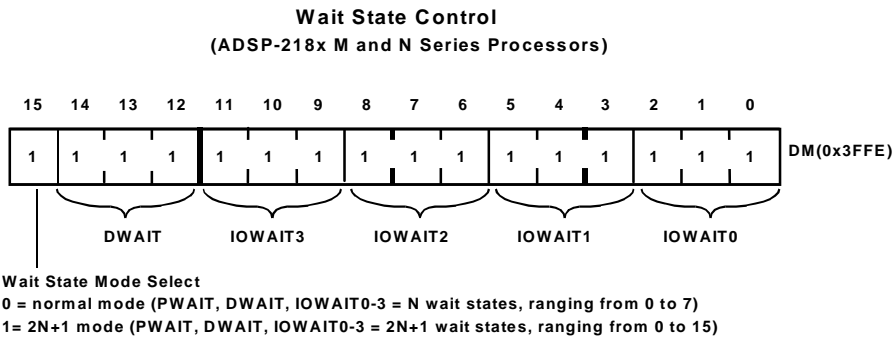 Wait State Control
(ADSP-218x M and N Series Processors)
15 14 13 12 11 10 9 8 7 6 5 4 3 2 1 0
1 1 1 1 1 1 1 1 1 1 1 1 1 1 1 1 DM(0x3FFE)
DWAIT IOWAIT3 IOWAIT2 IOWAIT1 IOWAIT0
Wait State Mode Select
0 = normal mode (PWAIT, DWAIT, IOWAIT0-3 = N wait states, ranging from 0 to 7)
1= 2N+1 mode (PWAIT, DWAIT, IOWAIT0-3 = 2N+1 wait states, ranging from 0 to 15)